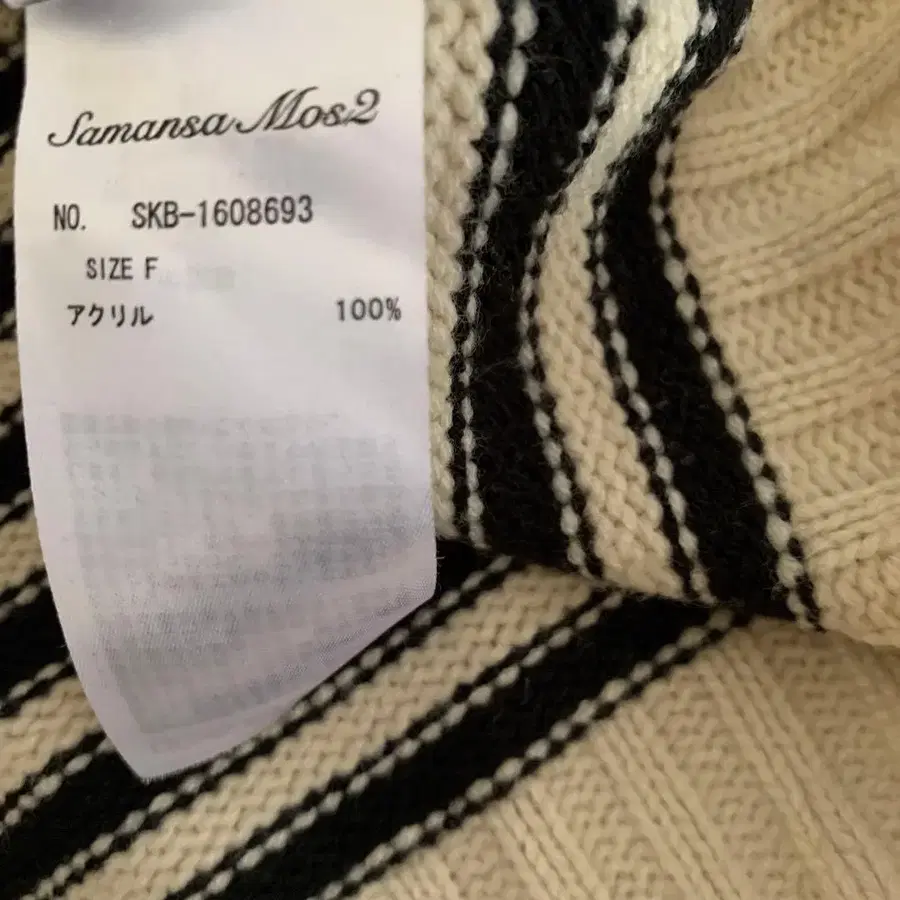 Samansa Mos2
NO. SKB-1608693
SIZE F
アクリル 100%